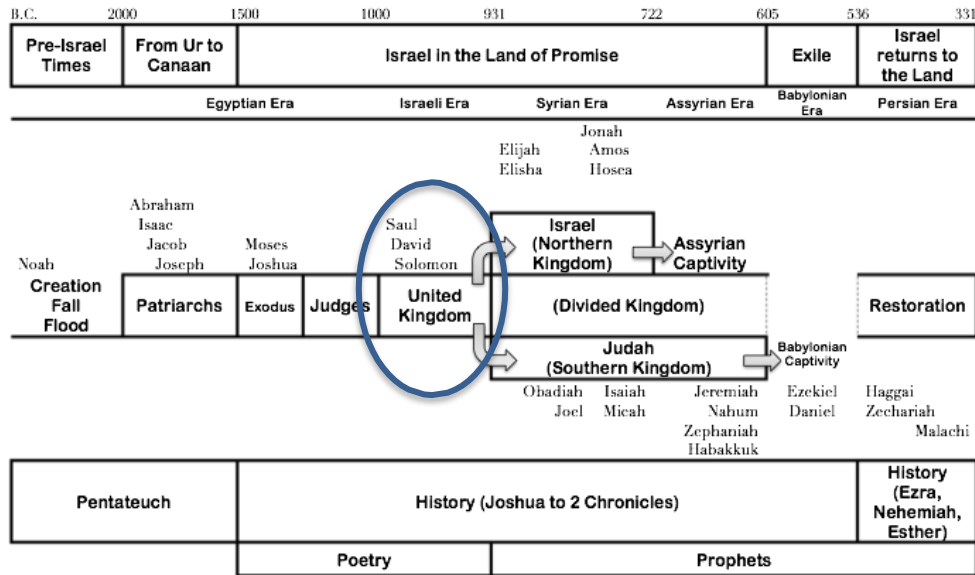 B.C. 2000 1500 1000 931 722 605 536 331
Pre-Israel
Times
From Ur to
Canaan
Israel in the Land of Promise
Exile
Israel
returns to
the Land
Egyptian Era
Israeli Era
Syrian Era
Assyrian Era
Babylonian
Era
Persian Era
Jonah
Elijah Amos
Elisha Hosea
Abraham
Isaac
Jacob
Joseph
Noah
Moses
Joshua
Saul
David
Solomon
Israel
(Northern
Kingdom)
Assyrian
Captivity
Creation
Fall
Flood
Patriarchs
Exodus
Judges
United
Kingdom
(Divided Kingdom)
Restoration
Judah
(Southern Kingdom)
Babylonian
Captivity
Obadiah Isaiah
Joel Micah
Jeremiah
Nahum
Zephaniah
Habakkuk
Ezekiel
Daniel
Haggai
Zechariah
Malachi
Pentateuch
History (Joshua to 2 Chronicles)
History
(Ezra,
Nehemiah,
Esther)
Poetry
Prophets